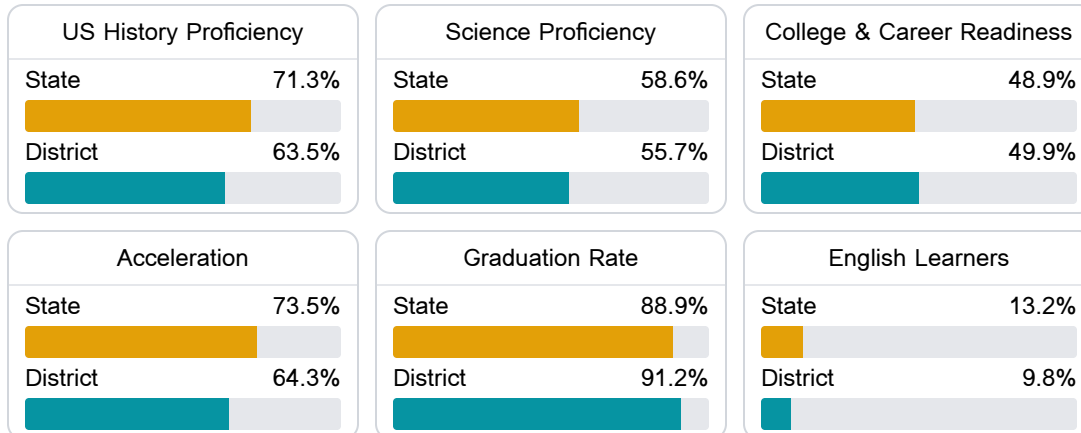 US History Proficiency
State 71.3%
District 63.5%
Science Proficiency
State 58.6%
District 55.7%
College & Career Readiness
State 48.9%
District 49.9%
Acceleration
State 73.5%
District 64.3%
Graduation Rate
State 88.9%
District 91.2%
English Learners
State 13.2%
District 9.8%